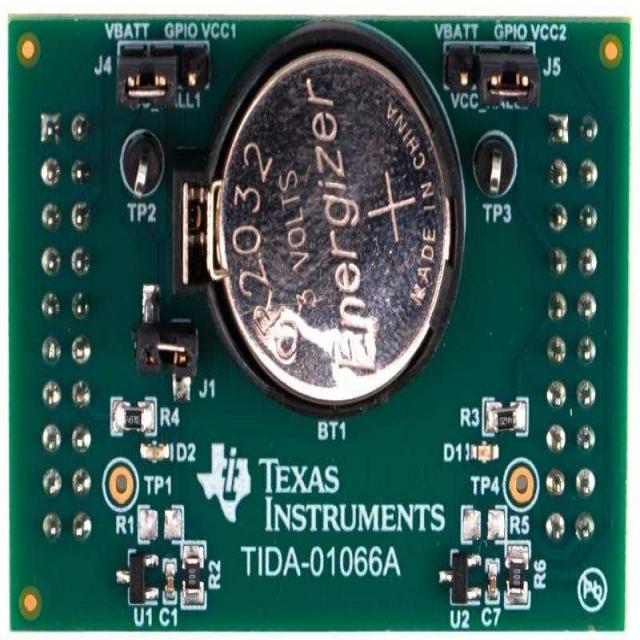 VBATT GPIO VCC1
VBATT GPIO VCC2
J4
J5
TP2
TP3
CR2032
3 VOLTS
Energizer
+
MADE IN CHINA
J1
BT1
R4
R3
D2
D1
TP1
TP4
TEXAS
INSTRUMENTS
TIDA-01066A
R1
R5
R2
R6
U1 C1
U2 C7
Pb